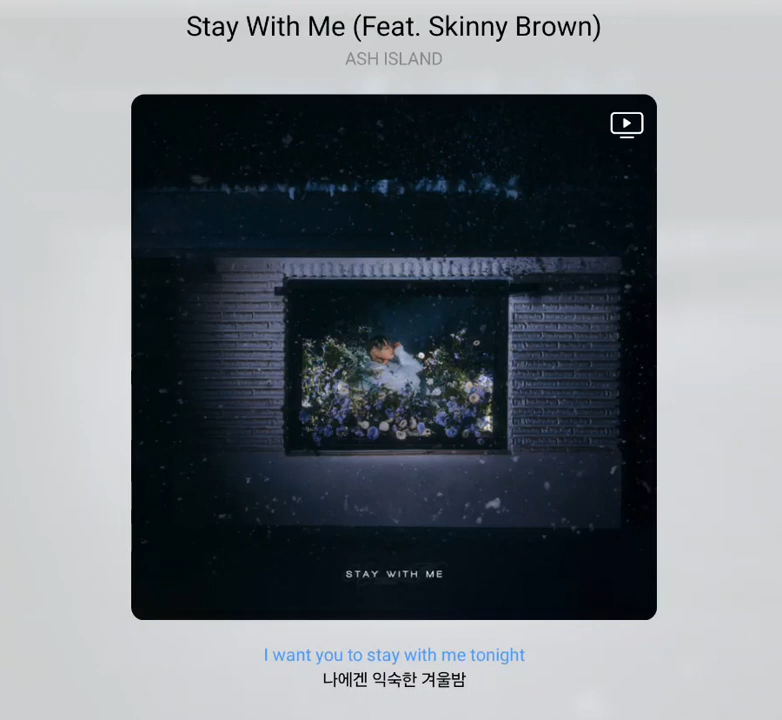 Stay With Me (Feat. Skinny Brown)
ASH ISLAND
STAY WITH ME
I want you to stay with me tonight
나에겐 익숙한 겨울밤